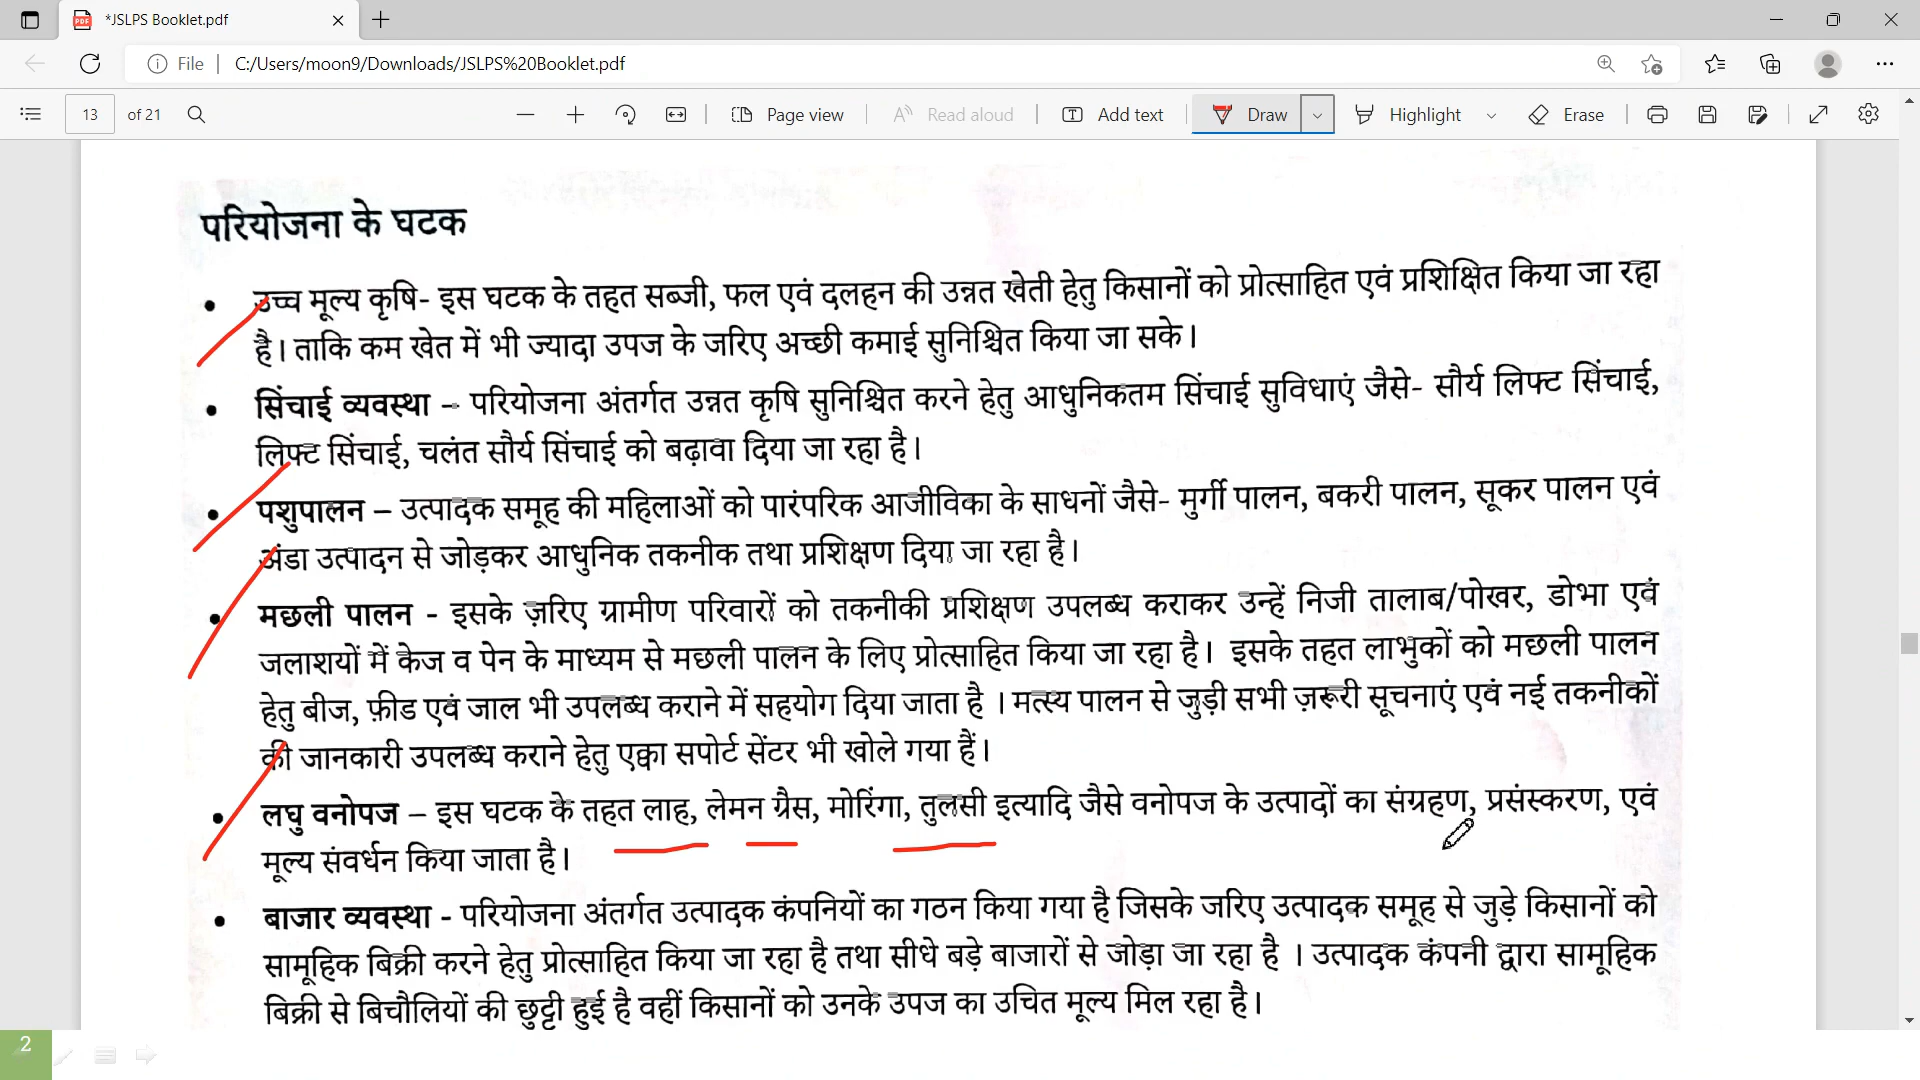 *JSLPS Booklet.pdf
File C:/Users/moon9/Downloads/JSLPS%20Booklet.pdf
13 of 21 Page view Read aloud Add text Draw Highlight Erase
परियोजना के घटक
• उच्च मूल्य कृषि- इस घटक के तहत सब्जी, फल एवं दलहन की उन्नत खेती हेतु किसानों को प्रोत्साहित एवं प्रशिक्षित किया जा रहा
है। ताकि कम खेत में भी ज्यादा उपज के जरिए अच्छी कमाई सुनिश्चित किया जा सके।
• सिंचाई व्यवस्था – परियोजना अंतर्गत उन्नत कृषि सुनिश्चित करने हेतु आधुनिकतम सिंचाई सुविधाएं जैसे- सौर्य लिफ्ट सिंचाई,
लिफ्ट सिंचाई, चलंत सौर्य सिंचाई को बढ़ावा दिया जा रहा है।
• पशुपालन – उत्पादक समूह की महिलाओं को पारंपरिक आजीविका के साधनों जैसे- मुर्गी पालन, बकरी पालन, सूकर पालन एवं
अंडा उत्पादन से जोड़कर आधुनिक तकनीक तथा प्रशिक्षण दिया जा रहा है।
• मछली पालन - इसके ज़रिए ग्रामीण परिवारों को तकनीकी प्रशिक्षण उपलब्ध कराकर उन्हें निजी तालाब/पोखर, डोभा एवं
जलाशयों में केज व पेन के माध्यम से मछली पालन के लिए प्रोत्साहित किया जा रहा है। इसके तहत लाभुकों को मछली पालन
हेतु बीज, फ़ीड एवं जाल भी उपलब्ध कराने में सहयोग दिया जाता है । मत्स्य पालन से जुड़ी सभी ज़रूरी सूचनाएं एवं नई तकनीकों
की जानकारी उपलब्ध कराने हेतु एक्वा सपोर्ट सेंटर भी खोले गया हैं।
• लघु वनोपज – इस घटक के तहत लाह, लेमन ग्रैस, मोरिंगा, तुलसी इत्यादि जैसे वनोपज के उत्पादों का संग्रहण, प्रसंस्करण, एवं
मूल्य संवर्धन किया जाता है।
• बाजार व्यवस्था - परियोजना अंतर्गत उत्पादक कंपनियों का गठन किया गया है जिसके जरिए उत्पादक समूह से जुड़े किसानों को
सामूहिक बिक्री करने हेतु प्रोत्साहित किया जा रहा है तथा सीधे बड़े बाजारों से जोड़ा जा रहा है । उत्पादक कंपनी द्वारा सामूहिक
बिक्री से बिचौलियों की छुट्टी हुई है वहीं किसानों को उनके उपज का उचित मूल्य मिल रहा है।
2